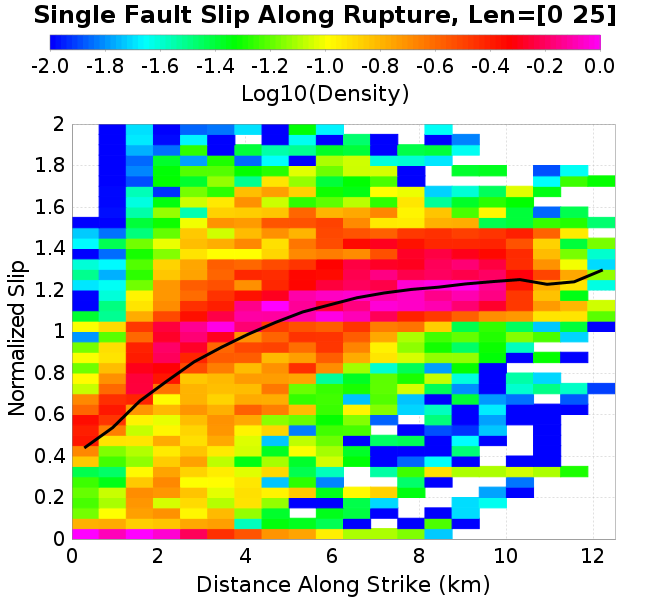 Single Fault Slip Along Rupture, Len=[0 25]
-2.0 -1.8 -1.6 -1.4 -1.2 -1.0 -0.8 -0.6 -0.4 -0.2 0.0
Log10(Density)
2
1.8
1.6
1.4
1.2
1
0.8
0.6
0.4
0.2
0
Normalized Slip
0 2 4 6 8 10 12
Distance Along Strike (km)